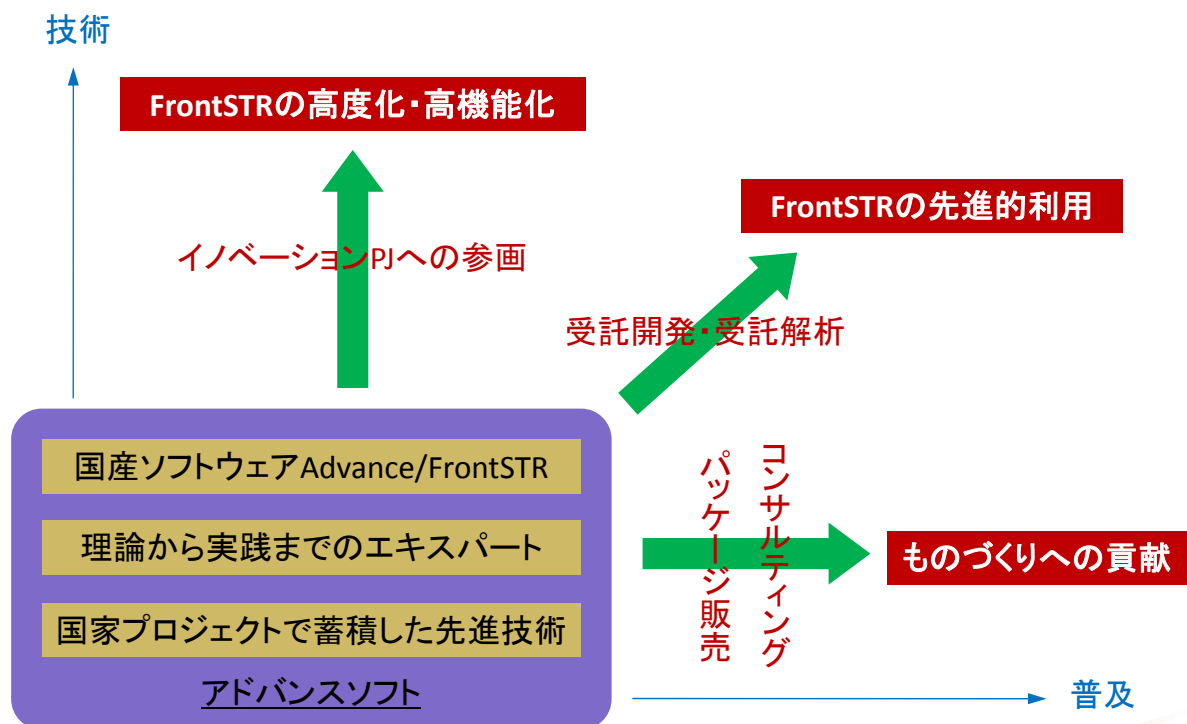 技術
FrontSTRの高度化・高機能化
FrontSTRの先進的利用
イノベーションPJへの参画
受託開発・受託解析
国産ソフトウェアAdvance/FrontSTR
理論から実践までのエキスパート
国家プロジェクトで蓄積した先進技術
アドバンスソフト
コンサルティング
パッケージ販売
ものづくりへの貢献
普及